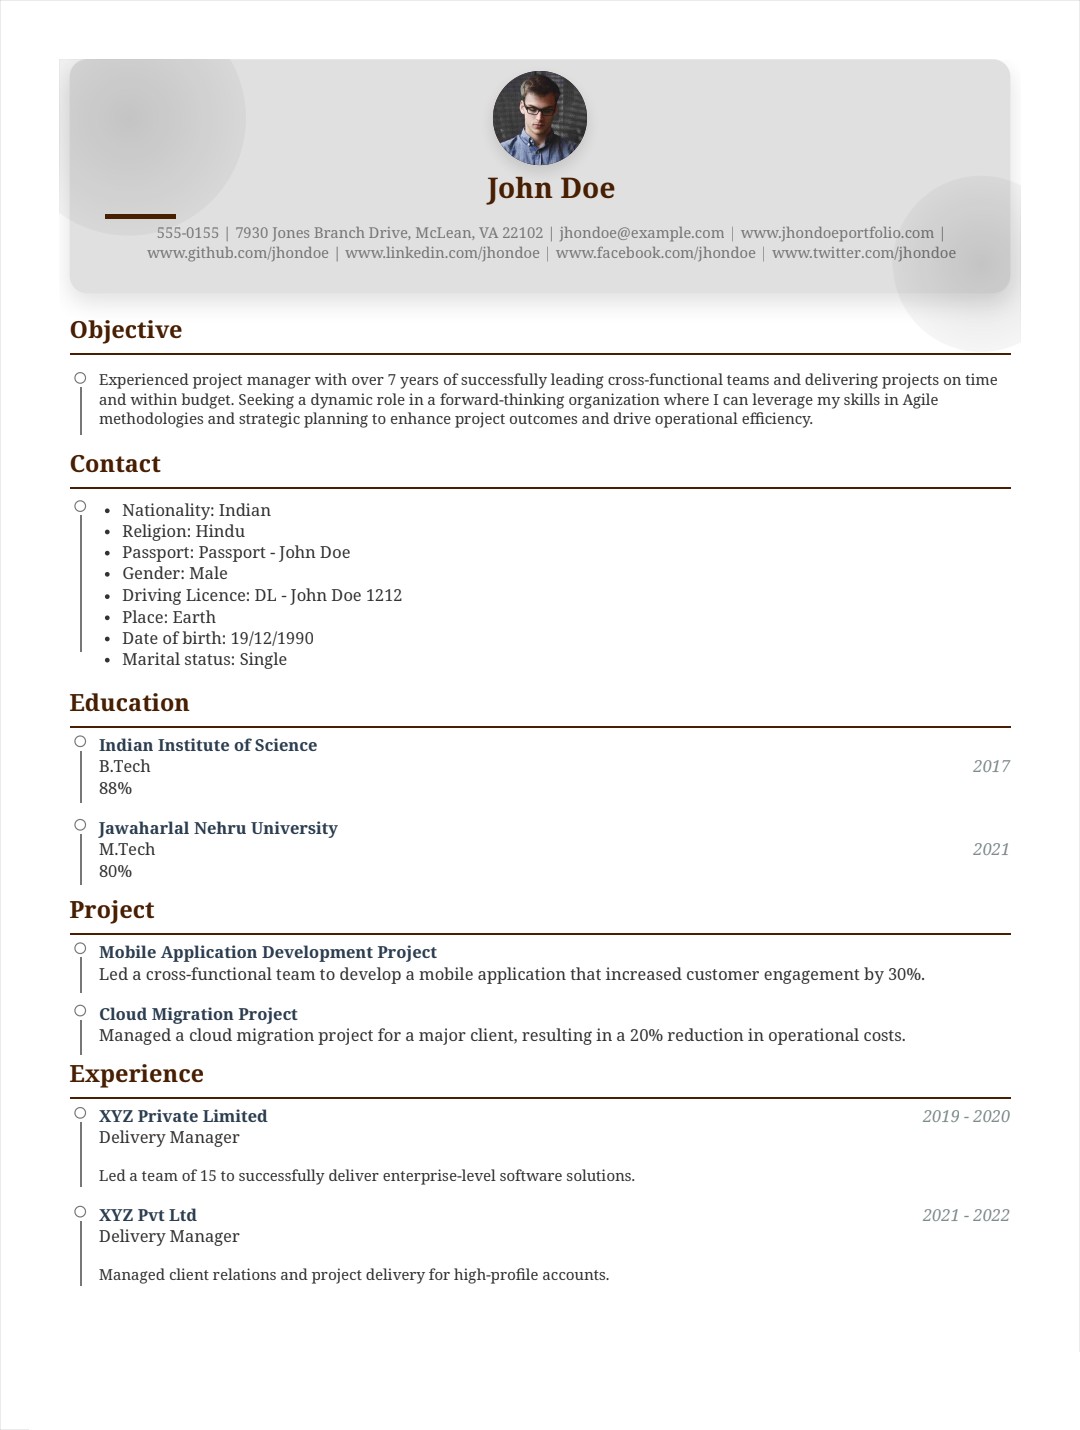 John Doe
555-0155 | 7930 Jones Branch Drive, McLean, VA 22102 | jhondoe@example.com | www.jhondoeportfolio.com |
www.github.com/jhondoe | www.linkedin.com/jhondoe | www.facebook.com/jhondoe | www.twitter.com/jhondoe
Objective
Experienced project manager with over 7 years of successfully leading cross-functional teams and delivering projects on time
and within budget. Seeking a dynamic role in a forward-thinking organization where I can leverage my skills in Agile
methodologies and strategic planning to enhance project outcomes and drive operational efficiency.
Contact
• Nationality: Indian
• Religion: Hindu
• Passport: Passport - John Doe
• Gender: Male
• Driving Licence: DL - John Doe 1212
• Place: Earth
• Date of birth: 19/12/1990
• Marital status: Single
Education
Indian Institute of Science
B.Tech 2017
88%
Jawaharlal Nehru University
M.Tech 2021
80%
Project
Mobile Application Development Project
Led a cross-functional team to develop a mobile application that increased customer engagement by 30%.
Cloud Migration Project
Managed a cloud migration project for a major client, resulting in a 20% reduction in operational costs.
Experience
XYZ Private Limited 2019 - 2020
Delivery Manager
Led a team of 15 to successfully deliver enterprise-level software solutions.
XYZ Pvt Ltd 2021 - 2022
Delivery Manager
Managed client relations and project delivery for high-profile accounts.